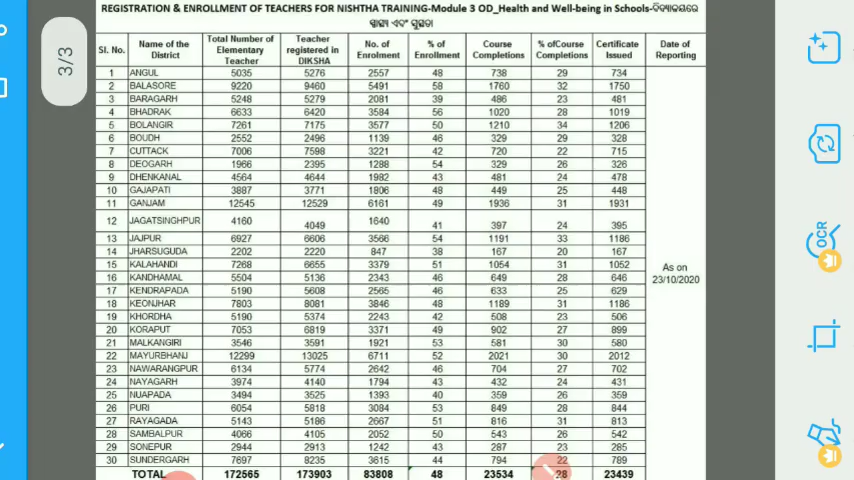 REGISTRATION & ENROLLMENT OF TEACHERS FOR NISHTHA TRAINING-Module 3 OD_Health and Well-being in Schools-ବିଦ୍ୟାଳୟରେ
ସ୍ୱାସ୍ଥ୍ୟ ଏବଂ ସୁସ୍ଥତା
Sl. No. Name of the District Total Number of Elementary Teacher Teacher registered in DIKSHA No. of Enrolment % of Enrollment Course Completions % ofCourse Completions Certificate Issued Date of Reporting
1 ANGUL 5035 5276 2557 48 738 29 734
2 BALASORE 9220 9460 5491 58 1760 32 1750
3 BARAGARH 5248 5279 2081 39 486 23 481
4 BHADRAK 6633 6420 3584 56 1020 28 1019
5 BOLANGIR 7261 7175 3577 50 1210 34 1206
6 BOUDH 2552 2496 1139 46 329 29 328
7 CUTTACK 7006 7598 3221 42 720 22 715
8 DEOGARH 1966 2395 1288 54 329 26 326
9 DHENKANAL 4564 4644 1982 43 481 24 478
10 GAJAPATI 3887 3771 1806 48 449 25 448
11 GANJAM 12545 12529 6161 49 1936 31 1931
12 JAGATSINGHPUR 4160 4049 1640 41 397 24 395
13 JAJPUR 6927 6606 3566 54 1191 33 1186
14 JHARSUGUDA 2202 2220 847 38 167 20 167
15 KALAHANDI 7268 6655 3379 51 1054 31 1052
16 KANDHAMAL 5504 5136 2343 46 649 28 646
17 KENDRAPADA 5190 5608 2565 46 633 25 629
18 KEONJHAR 7803 8081 3846 48 1189 31 1186
19 KHORDHA 5190 5374 2243 42 508 23 506
20 KORAPUT 7053 6819 3371 49 902 27 899
21 MALKANGIRI 3546 3591 1921 53 581 30 580
22 MAYURBHANJ 12299 13025 6711 52 2021 30 2012
23 NAWARANGPUR 6134 5774 2642 46 704 27 702
24 NAYAGARH 3974 4140 1794 43 432 24 431
25 NUAPADA 3494 3525 1393 40 359 26 359
26 PURI 6054 5818 3084 53 849 28 844
27 RAYAGADA 5143 5186 2667 51 816 31 813
28 SAMBALPUR 4066 4105 2052 50 543 26 542
29 SONEPUR 2944 2913 1242 43 287 23 285
30 SUNDERGARH 7697 8235 3615 44 794 22 789
TOTAL 172565 173903 83808 48 23534 28 23439
As on
23/10/2020
3/3
OCR